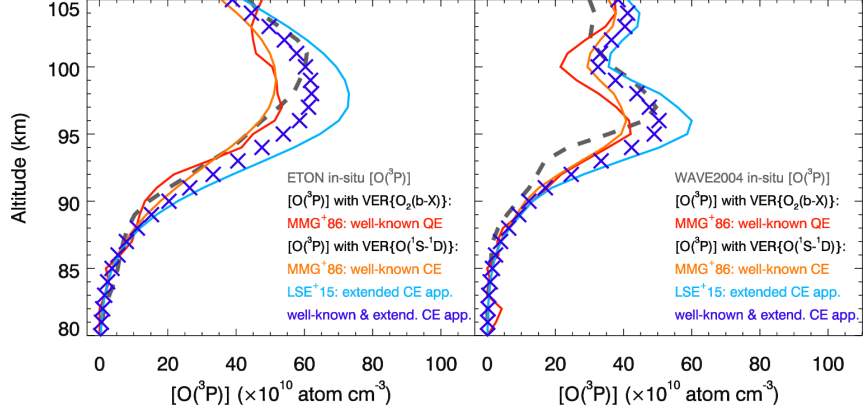 105
100
95
90
85
80
Altitude (km)
ETON in-situ [O(³P)]
[O(³P)] with VER{O₂(b-X)}:
MMG⁺86: well-known QE
[O(³P)] with VER{O(¹S-¹D)}:
MMG⁺86: well-known CE
LSE⁺15: extended CE app.
well-known & extend. CE app.
0 20 40 60 80 100
[O(³P)] (×10¹⁰ atom cm⁻³)
WAVE2004 in-situ [O(³P)]
[O(³P)] with VER{O₂(b-X)}:
MMG⁺86: well-known QE
[O(³P)] with VER{O(¹S-¹D)}:
MMG⁺86: well-known CE
LSE⁺15: extended CE app.
well-known & extend. CE app.
0 20 40 60 80 100
[O(³P)] (×10¹⁰ atom cm⁻³)